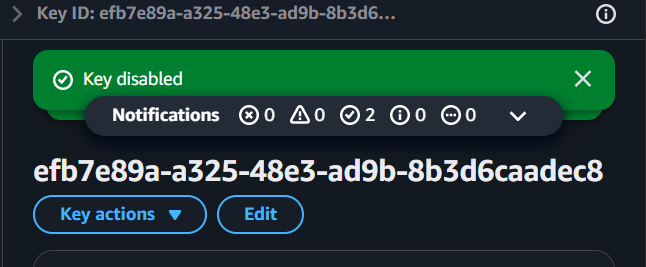 Key ID: efb7e89a-a325-48e3-ad9b-8b3d6...
Key disabled
Notifications 0 0 2 0 0
efb7e89a-a325-48e3-ad9b-8b3d6caadec8
Key actions Edit